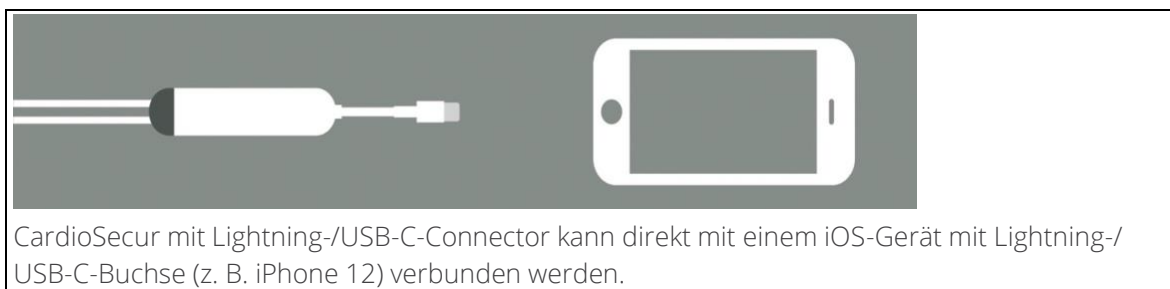 CardioSecur mit Lightning-/USB-C-Connector kann direkt mit einem iOS-Gerät mit Lightning-/
USB-C-Buchse (z. B. iPhone 12) verbunden werden.